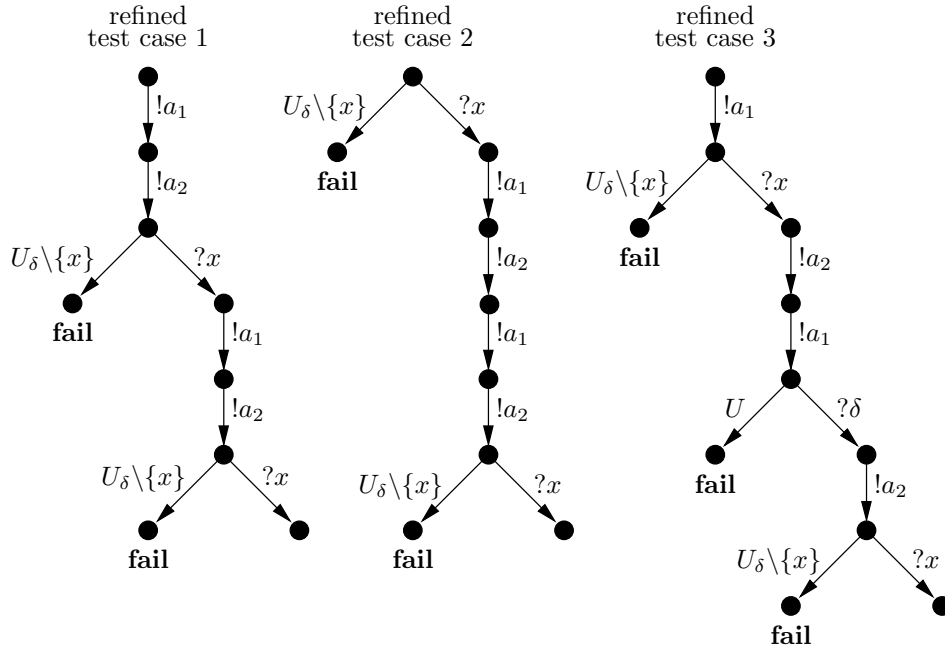 refined
test case 1
!a₁
!a₂
U_δ\{x}
?x
fail
!a₁
!a₂
U_δ\{x}
?x
fail
refined
test case 2
U_δ\{x}
?x
fail
!a₁
!a₂
!a₁
!a₂
U_δ\{x}
?x
fail
refined
test case 3
!a₁
U_δ\{x}
?x
fail
!a₂
!a₁
U
?δ
fail
!a₂
U_δ\{x}
?x
fail